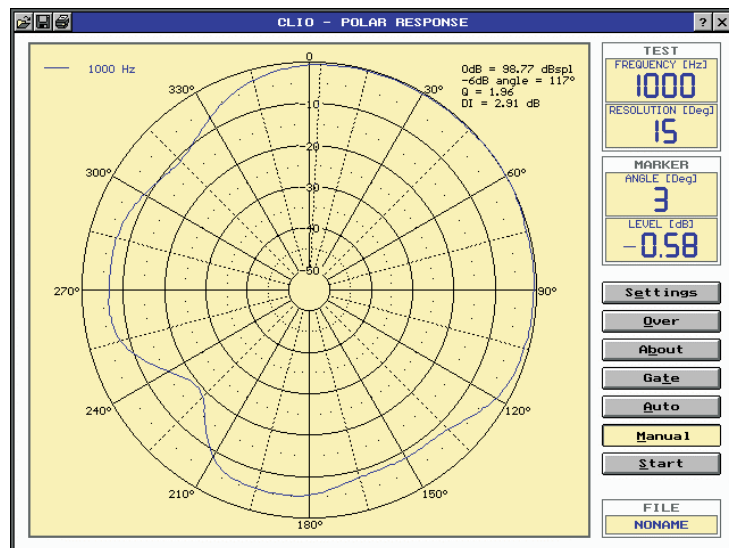 CLIO - POLAR RESPONSE
? ×
1000 Hz
0dB = 98.77 dBspl
-6dB angle = 117°
Q = 1.96
DI = 2.91 dB
0
30°
60°
90°
120°
150°
180°
210°
240°
270°
300°
330°
-10
-20
-30
-40
-60
TEST
FREQUENCY [Hz]
1000
RESOLUTION [Deg]
15
MARKER
ANGLE [Deg]
3
LEVEL [dB]
-0.58
Settings
Over
About
Gate
Auto
Manual
Start
FILE
NONAME